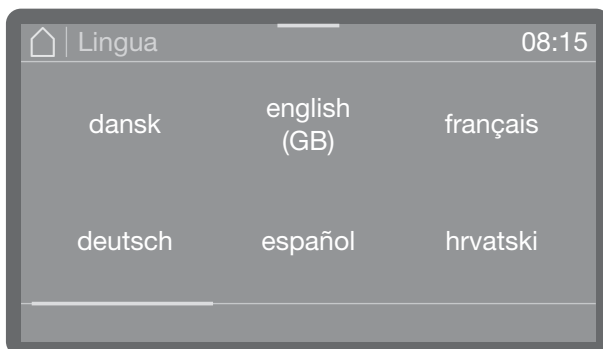 Lingua
08:15
dansk
english
(GB)
français
deutsch
español
hrvatski